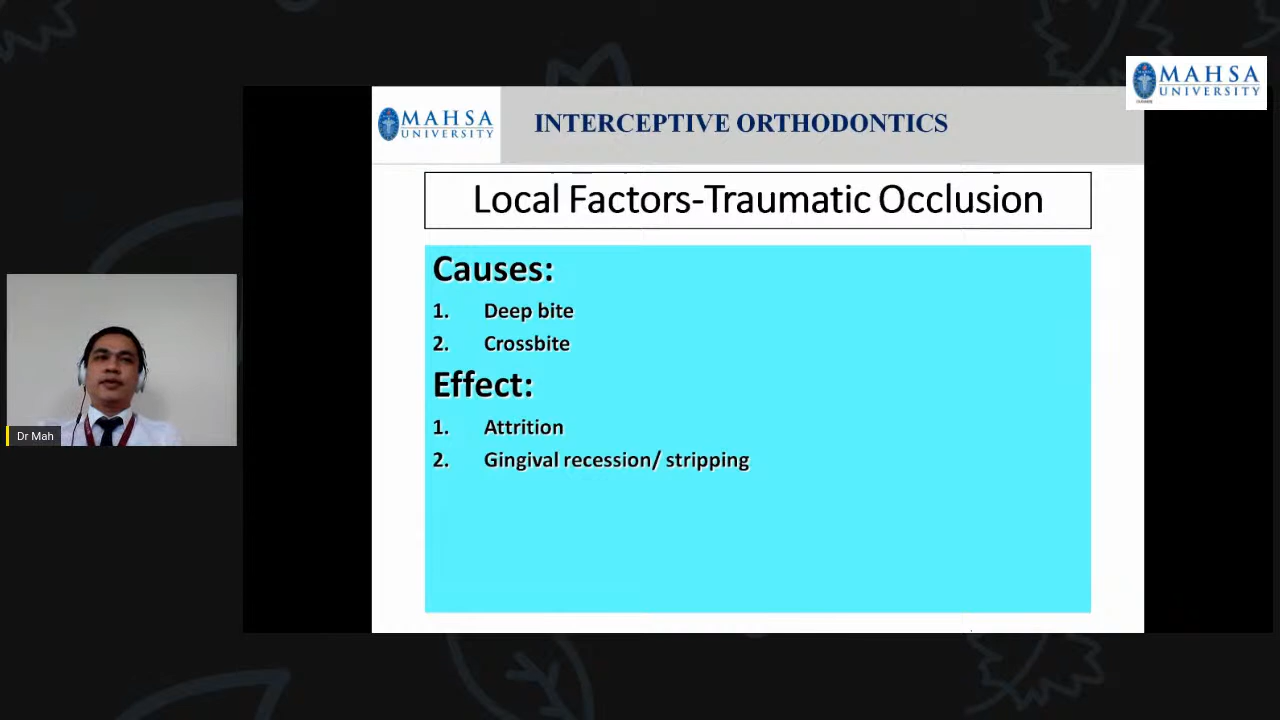 MAHSA
UNIVERSITY
MAHSA
UNIVERSITY
INTERCEPTIVE ORTHODONTICS
Local Factors-Traumatic Occlusion
Causes:
1. Deep bite
2. Crossbite
Effect:
1. Attrition
2. Gingival recession/ stripping
Dr Mah